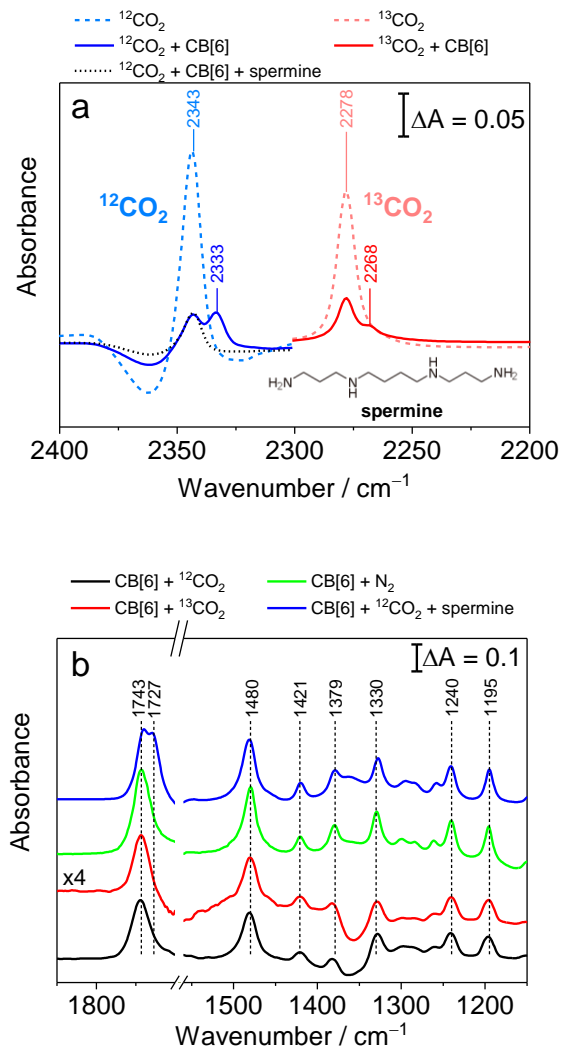 ¹²CO₂
¹³CO₂
¹²CO₂ + CB[6]
¹³CO₂ + CB[6]
¹²CO₂ + CB[6] + spermine
a
2343
2278
ΔA = 0.05
¹²CO₂
¹³CO₂
2333
2268
Absorbance
H₂N
N
H
H
N
NH₂
spermine
2400
2350
2300
2250
2200
Wavenumber / cm⁻¹
CB[6] + ¹²CO₂
CB[6] + N₂
CB[6] + ¹³CO₂
CB[6] + ¹²CO₂ + spermine
b
ΔA = 0.1
1743
1727
1480
1421
1379
1330
1240
1195
Absorbance
x4
1800
1500
1400
1300
1200
Wavenumber / cm⁻¹